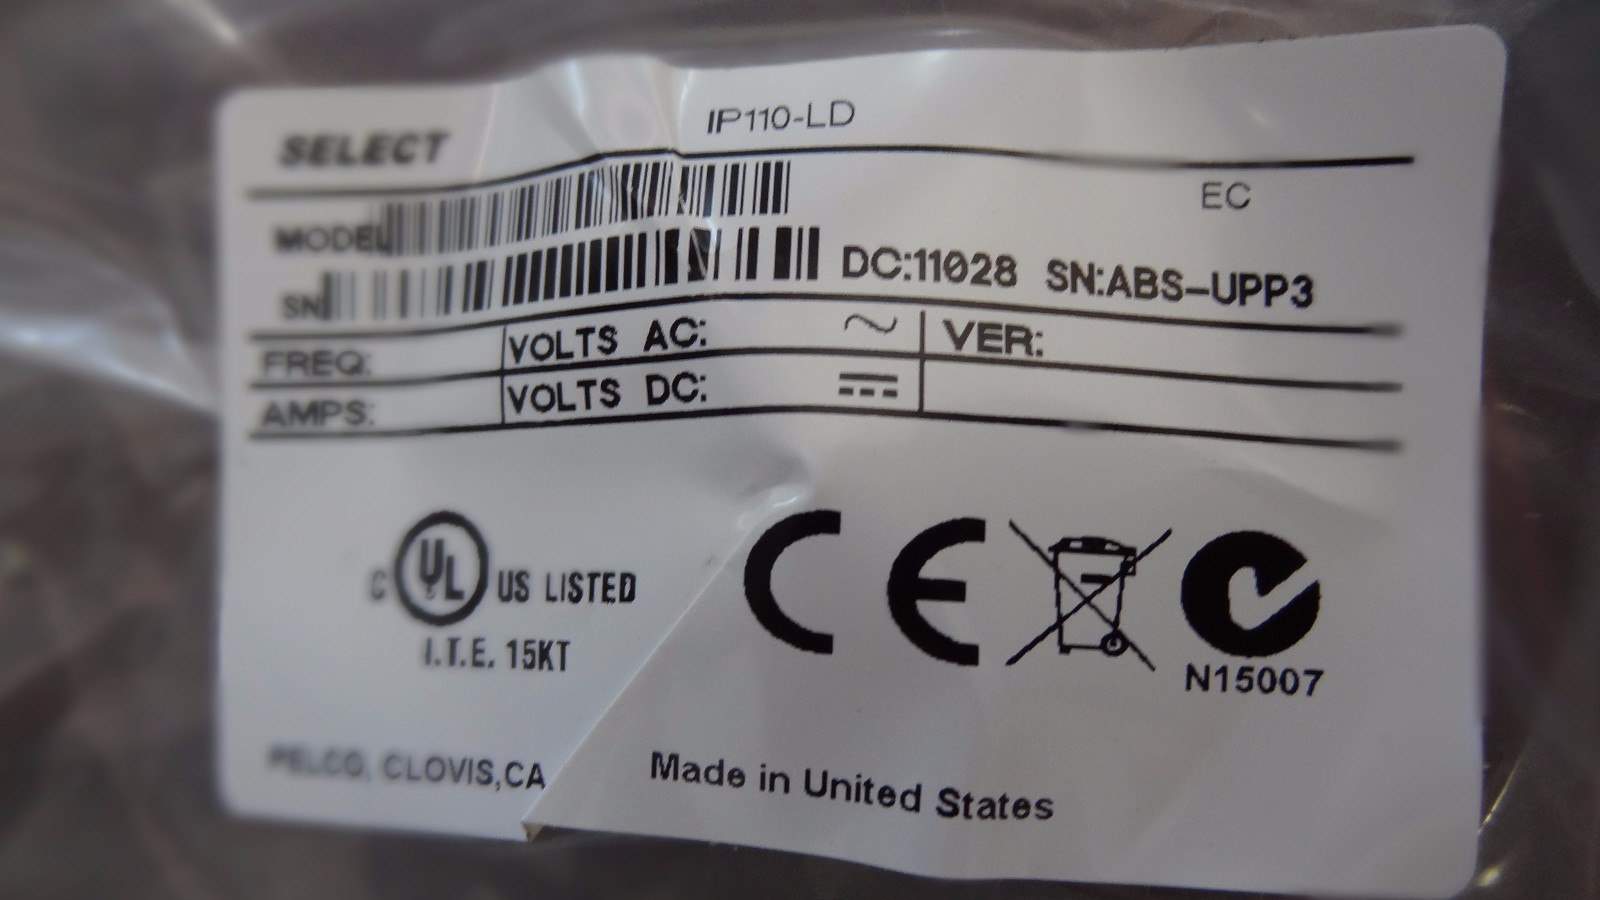 SELECT IP110-LD
EC
MODEL
SN DC:11028 SN:ABS-UPP3
FREQ: VOLTS AC: VER:
AMPS: VOLTS DC:
C UL US LISTED
I.T.E. 15KT
CE
N15007
PELCO, CLOVIS,CA Made in United States